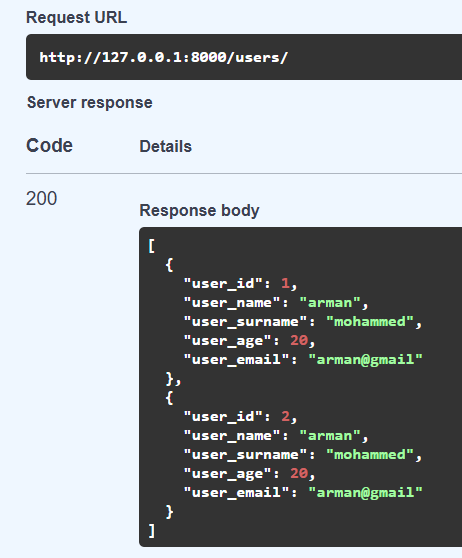 Request URL
http://127.0.0.1:8000/users/
Server response
Code Details
200
Response body
[
  {
    "user_id": 1,
    "user_name": "arman",
    "user_surname": "mohammed",
    "user_age": 20,
    "user_email": "arman@gmail"
  },
  {
    "user_id": 2,
    "user_name": "arman",
    "user_surname": "mohammed",
    "user_age": 20,
    "user_email": "arman@gmail"
  }
]